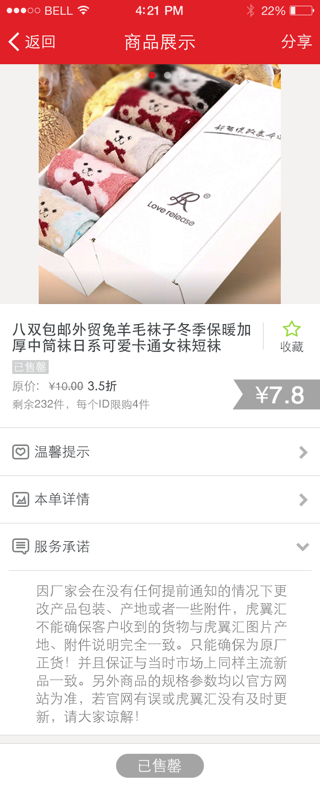 BELL 4:21 PM 22%
返回 商品展示 分享
Love release
八双包邮外贸兔羊毛袜子冬季保暖加
厚中筒袜日系可爱卡通女袜短袜
收藏
已售罄
原价： ¥10.00 3.5折
¥7.8
剩余232件，每个ID限购4件
温馨提示
本单详情
服务承诺
因厂家会在没有任何提前通知的情况下更
改产品包装、产地或者一些附件，虎翼汇
不能确保客户收到的货物与虎翼汇图片产
地、附件说明完全一致。只能确保为原厂
正货！并且保证与当时市场上同样主流新
品一致。另外商品的规格参数均以官方网
站为准，若官网有误或虎翼汇没有及时更
新，请大家谅解！
已售罄